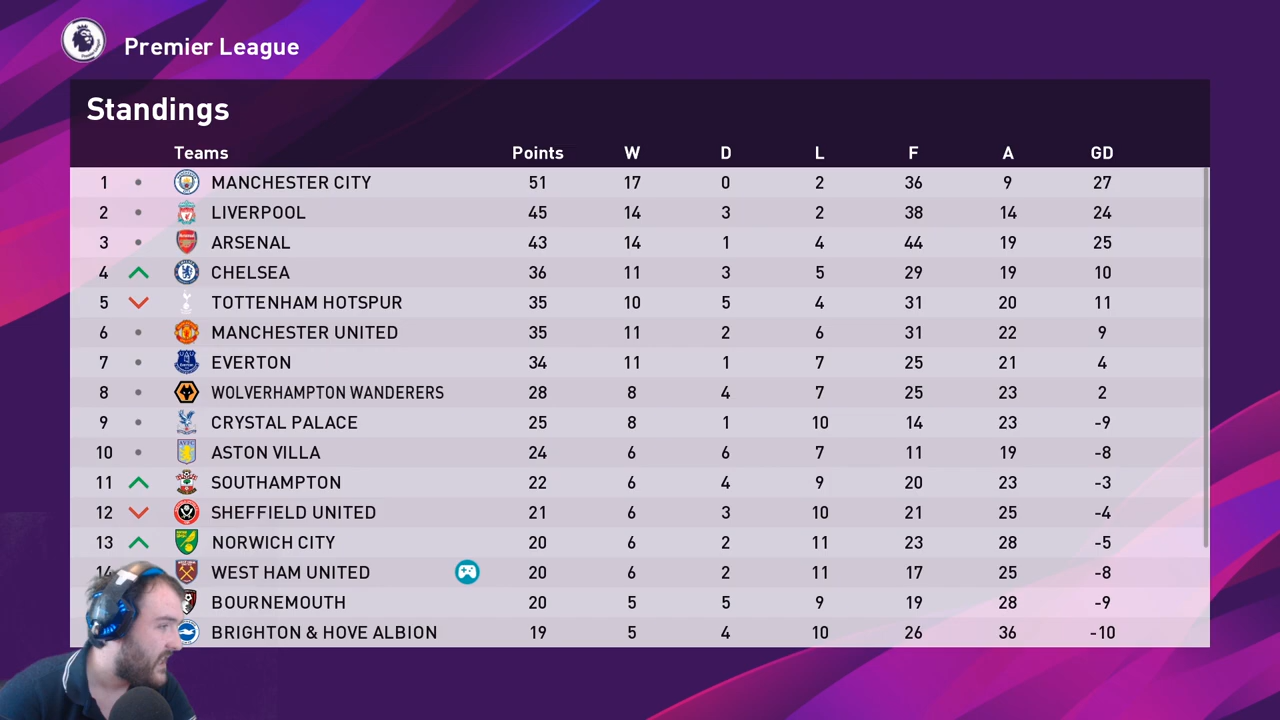 Premier League
Standings
Teams Points W D L F A GD
1 MANCHESTER CITY 51 17 0 2 36 9 27
2 LIVERPOOL 45 14 3 2 38 14 24
3 ARSENAL 43 14 1 4 44 19 25
4 CHELSEA 36 11 3 5 29 19 10
5 TOTTENHAM HOTSPUR 35 10 5 4 31 20 11
6 MANCHESTER UNITED 35 11 2 6 31 22 9
7 EVERTON 34 11 1 7 25 21 4
8 WOLVERHAMPTON WANDERERS 28 8 4 7 25 23 2
9 CRYSTAL PALACE 25 8 1 10 14 23 -9
10 ASTON VILLA 24 6 6 7 11 19 -8
11 SOUTHAMPTON 22 6 4 9 20 23 -3
12 SHEFFIELD UNITED 21 6 3 10 21 25 -4
13 NORWICH CITY 20 6 2 11 23 28 -5
14 WEST HAM UNITED 20 6 2 11 17 25 -8
BOURNEMOUTH 20 5 5 9 19 28 -9
BRIGHTON & HOVE ALBION 19 5 4 10 26 36 -10